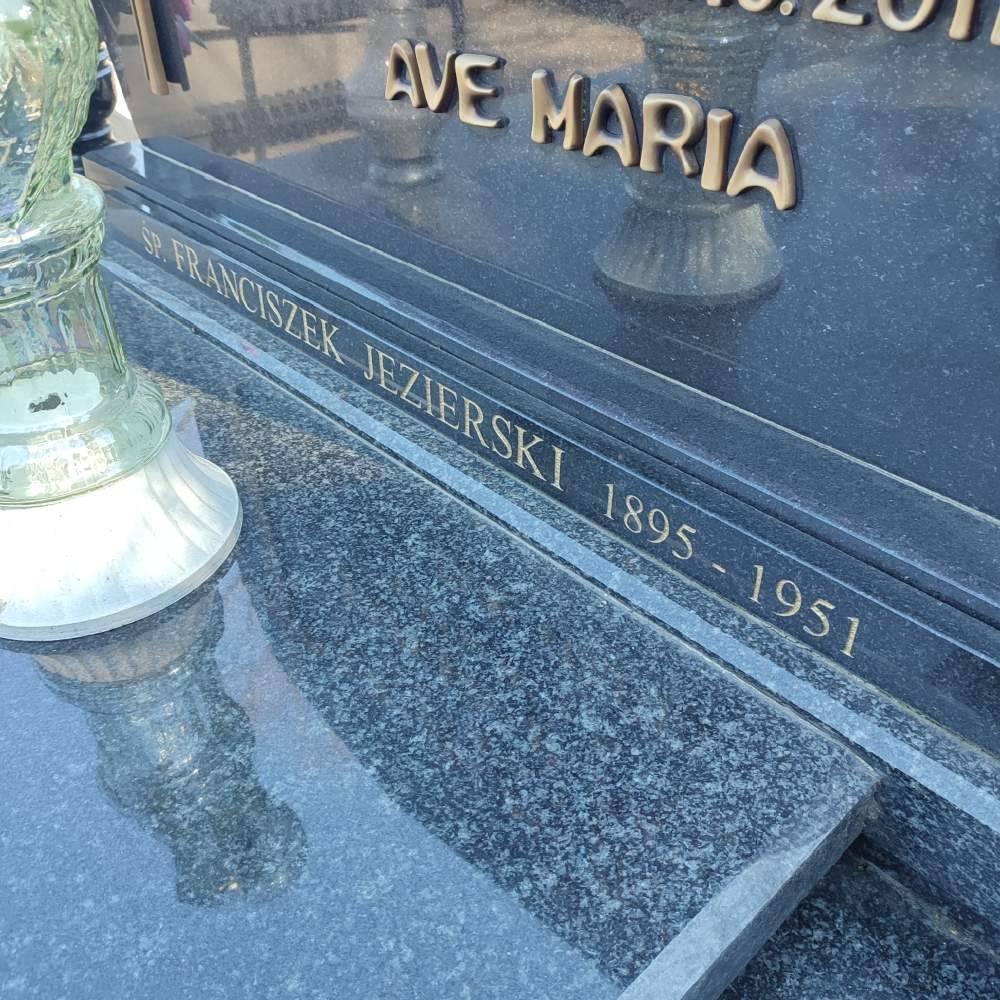 AVE MARIA
ŚP. FRANCISZEK JEZIERSKI 1895 - 1951